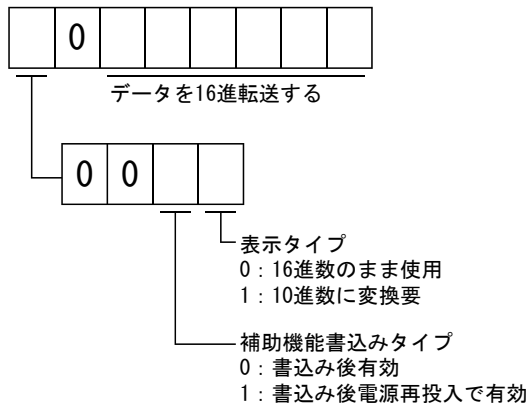 0
データを16進転送する
0 0
表示タイプ
0：16進数のまま使用
1：10進数に変換要
補助機能書込みタイプ
0：書込み後有効
1：書込み後電源再投入で有効